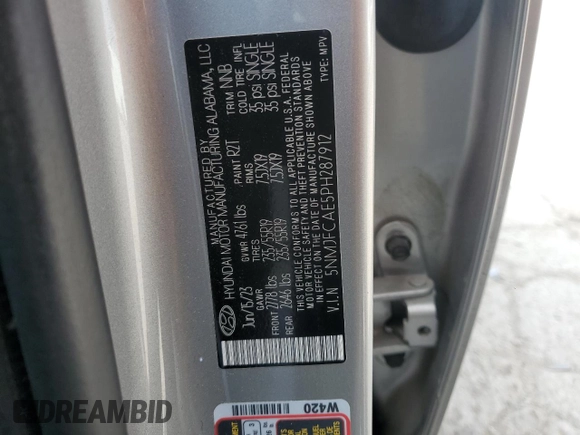 HYUNDAI MOTOR MANUFACTURING ALABAMA, LLC
Jun/15/23 GVWR 4761 lbs PAINT R2T TRIM NNB
GAWR TIRES RIMS COLD TIRE INFL
FRONT 2778 lbs 235/55R19 7.5JX19 35 psi SINGLE
REAR 2646 lbs 235/55R19 7.5JX19 35 psi SINGLE
THIS VEHICLE CONFORMS TO ALL APPLICABLE U.S.A. FEDERAL
MOTOR VEHICLE SAFETY AND THEFT PREVENTION STANDARDS
IN EFFECT ON THE DATE OF MANUFACTURE SHOWN ABOVE
V.I.N 5NMJFCAE5PH287912 TYPE: MPV
W420
DREAMBID